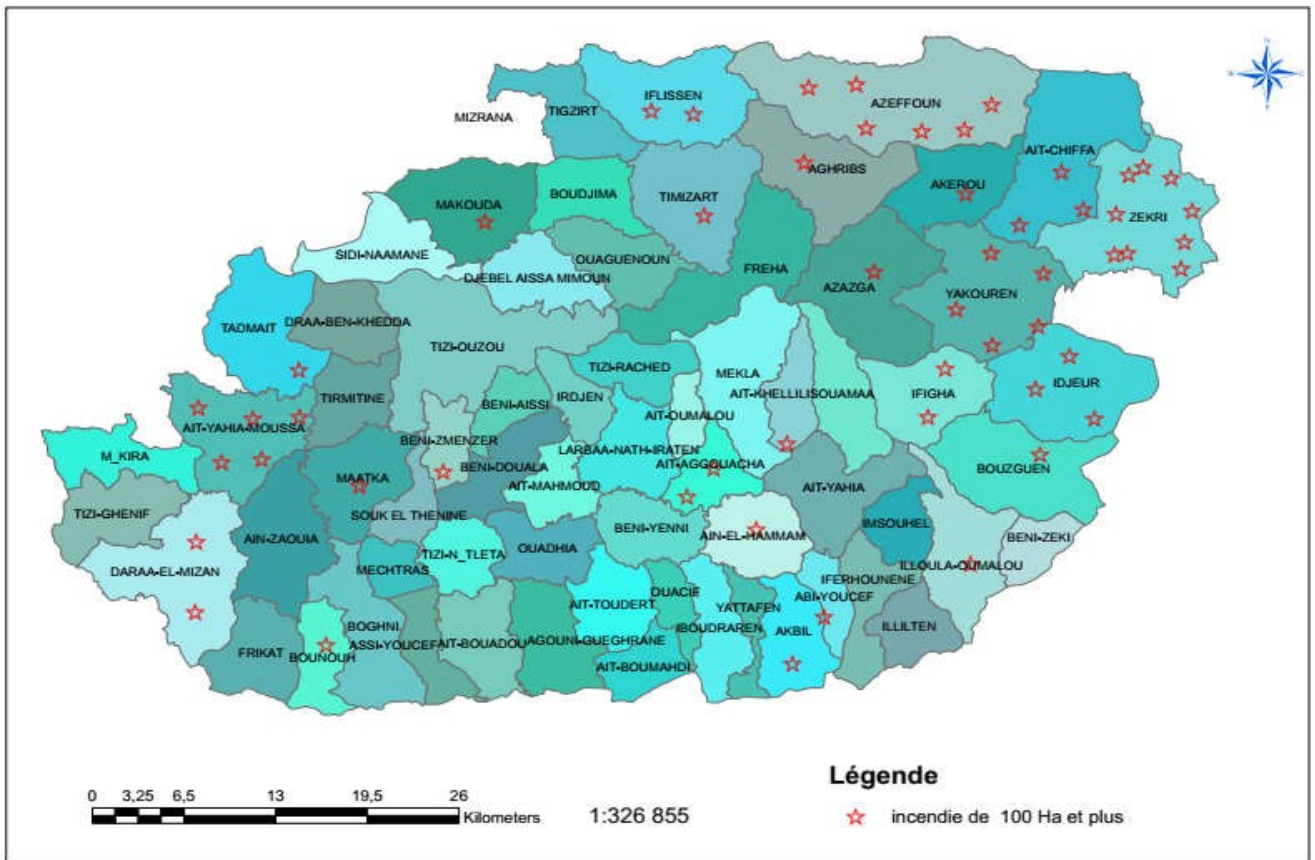 IFLISSEN
AZEFFOUN
TIGZIRT
MIZRANA
AIT-CHIFFA
AGHRIBS
AKEROU
MAKOUDA
BOUDJIMA
TIMIZART
ZEKRI
SIDI-NAAMANE
OUAGUENOUN
DJEBEL AISSA MIMOUN
FREHA
AZAZGA
YAKOUREN
TADMAIT
DRAA-BEN-KHEDDA
TIZI-OUZOU
TIZI-RACHED
MEKLA
IDJEUR
AIT-KHELLILI
SOUAMAA
IFIGHA
TIRMITINE
BENI-AISSI
IRDJEN
AIT-OUMALOU
AIT-YAHIA-MOUSSA
BENI-ZMENZER
LARBAA-NATH-IRATEN
M_KIRA
BENI-DOUALA
AIT-AGGOUACHA
BOUZGUEN
MAATKA
AIT-MAHMOUD
AIT-YAHIA
TIZI-GHENIF
SOUK EL THENINE
IMSOUHEL
AIN-ZAOUIA
BENI-YENNI
AIN-EL-HAMMAM
BENI-ZEKI
DARAA-EL-MIZAN
MECHTRAS
TIZI-N_TLETA
OUADHIA
ILLOULA-OUMALOU
IFERHOUNENE
OUACIF
ABI-YOUCEF
AIT-TOUDERT
YATTAFEN
BOGHNI
IBOUDRAREN
AKBIL
ILLILTEN
FRIKAT
BOUNOUH
ASSI-YOUCEF
AIT-BOUADOU
AGOUNI-GUEGHRANE
AIT-BOUMAHDI
Légende
0 3,25 6,5 13 19,5 26
Kilometers
1:326 855
incendie de 100 Ha et plus